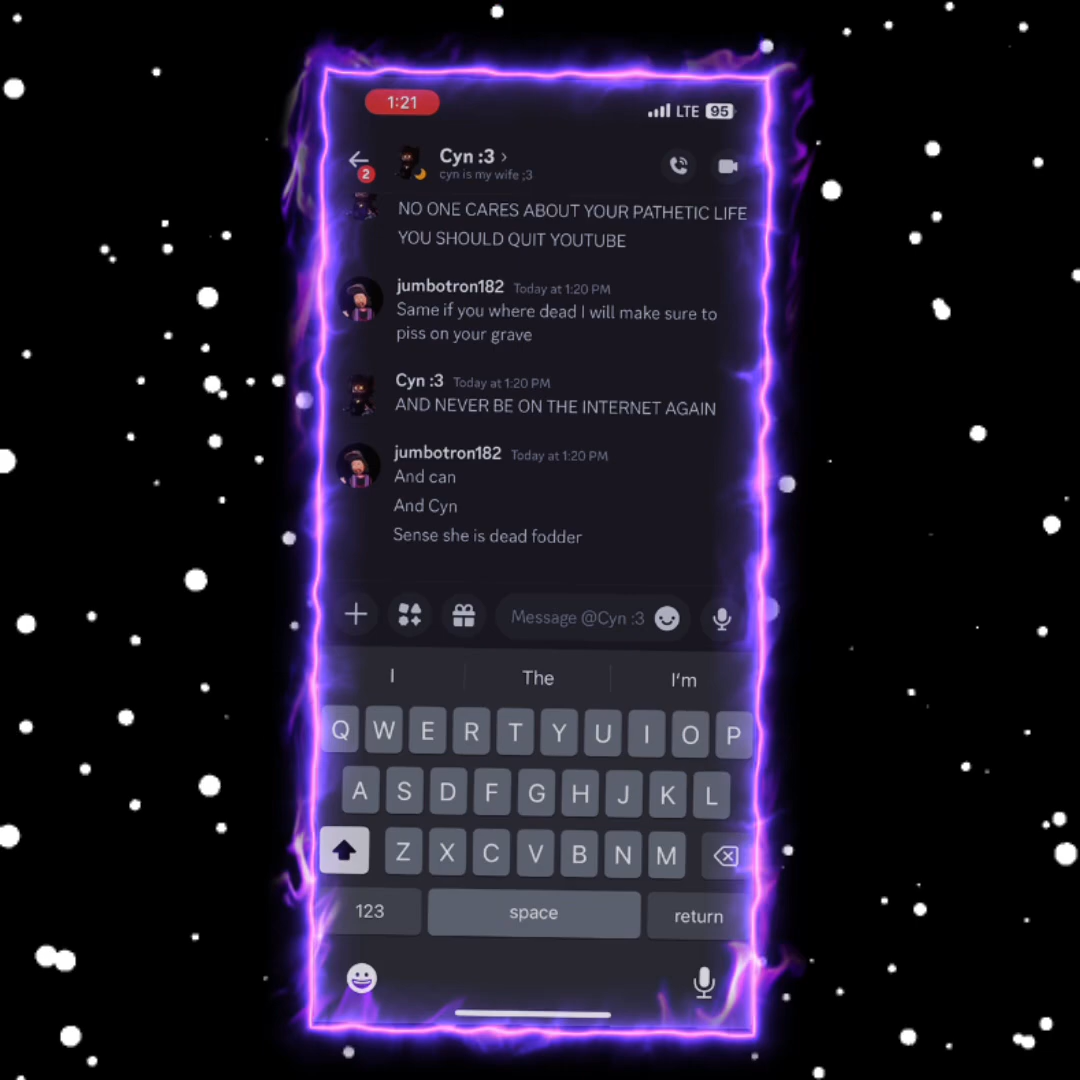 1:21
LTE 95
Cyn :3 ›
2
cyn is my wife ;3
NO ONE CARES ABOUT YOUR PATHETIC LIFE
YOU SHOULD QUIT YOUTUBE
jumbotron182 Today at 1:20 PM
Same if you where dead I will make sure to
piss on your grave
Cyn :3 Today at 1:20 PM
AND NEVER BE ON THE INTERNET AGAIN
jumbotron182 Today at 1:20 PM
And can
And Cyn
Sense she is dead fodder
Message @Cyn :3
I The I'm
Q W E R T Y U I O P
A S D F G H J K L
Z X C V B N M
123 space return